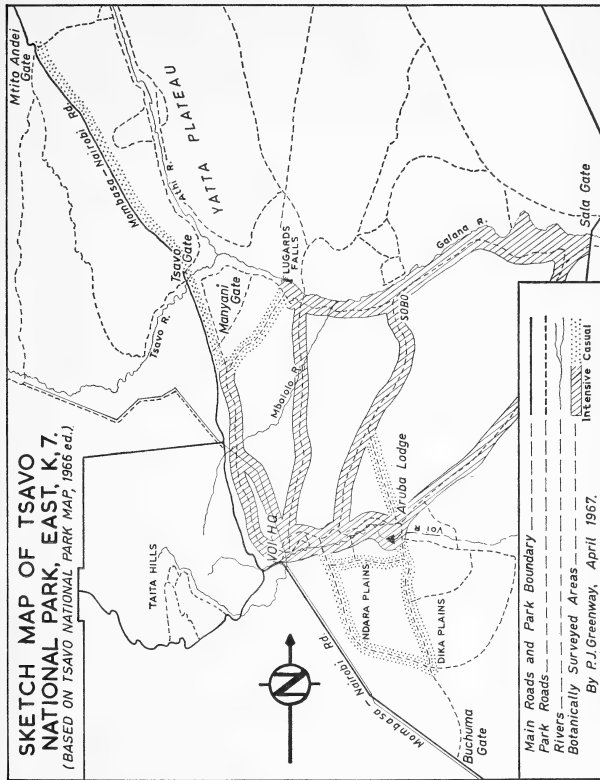 SKETCH MAP OF TSAVO
NATIONAL PARK, EAST, K,7.
(BASED ON TSAVO NATIONAL PARK MAP, 1966 ed.)
Mtito Andei
Gate
Mombasa–Nairobi Rd.
Athi R.
YATTA PLATEAU
Tsavo
Gate
Tsavo R.
Manyani
Gate
LUGARDS
FALLS
Mbololo R.
Galana R.
SOBO
Sala Gate
TAITA HILLS
VOI·HQ
Aruba Lodge
VOI R
NDARA PLAINS
DIKA PLAINS
N
Mombasa–Nairobi Rd.
Buchuma
Gate
Main Roads and Park Boundary
Park Roads
Rivers
Botanically Surveyed Areas
Intensive Casual
By P.J.Greenway, April 1967.